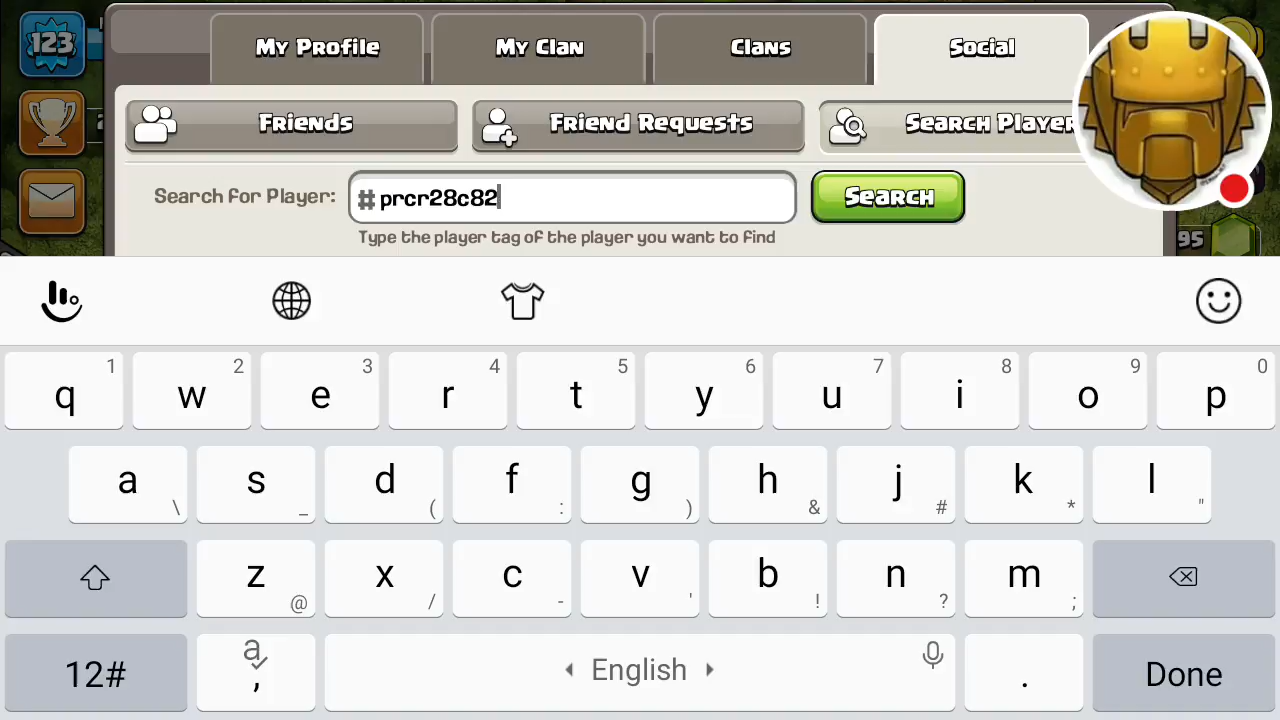 123
My Profile
My Clan
Clans
Social
Friends
Friend Requests
Search Player
Search for Player:
# prcr28c82
Search
Type the player tag of the player you want to find
95
1 2 3 4 5 6 7 8 9 0
q w e r t y u i o p
a s d f g h j k l
\ _ ( : ) & # * "
z x c v b n m
@ / - ' ! ? ;
12#
a
,
English
.
Done